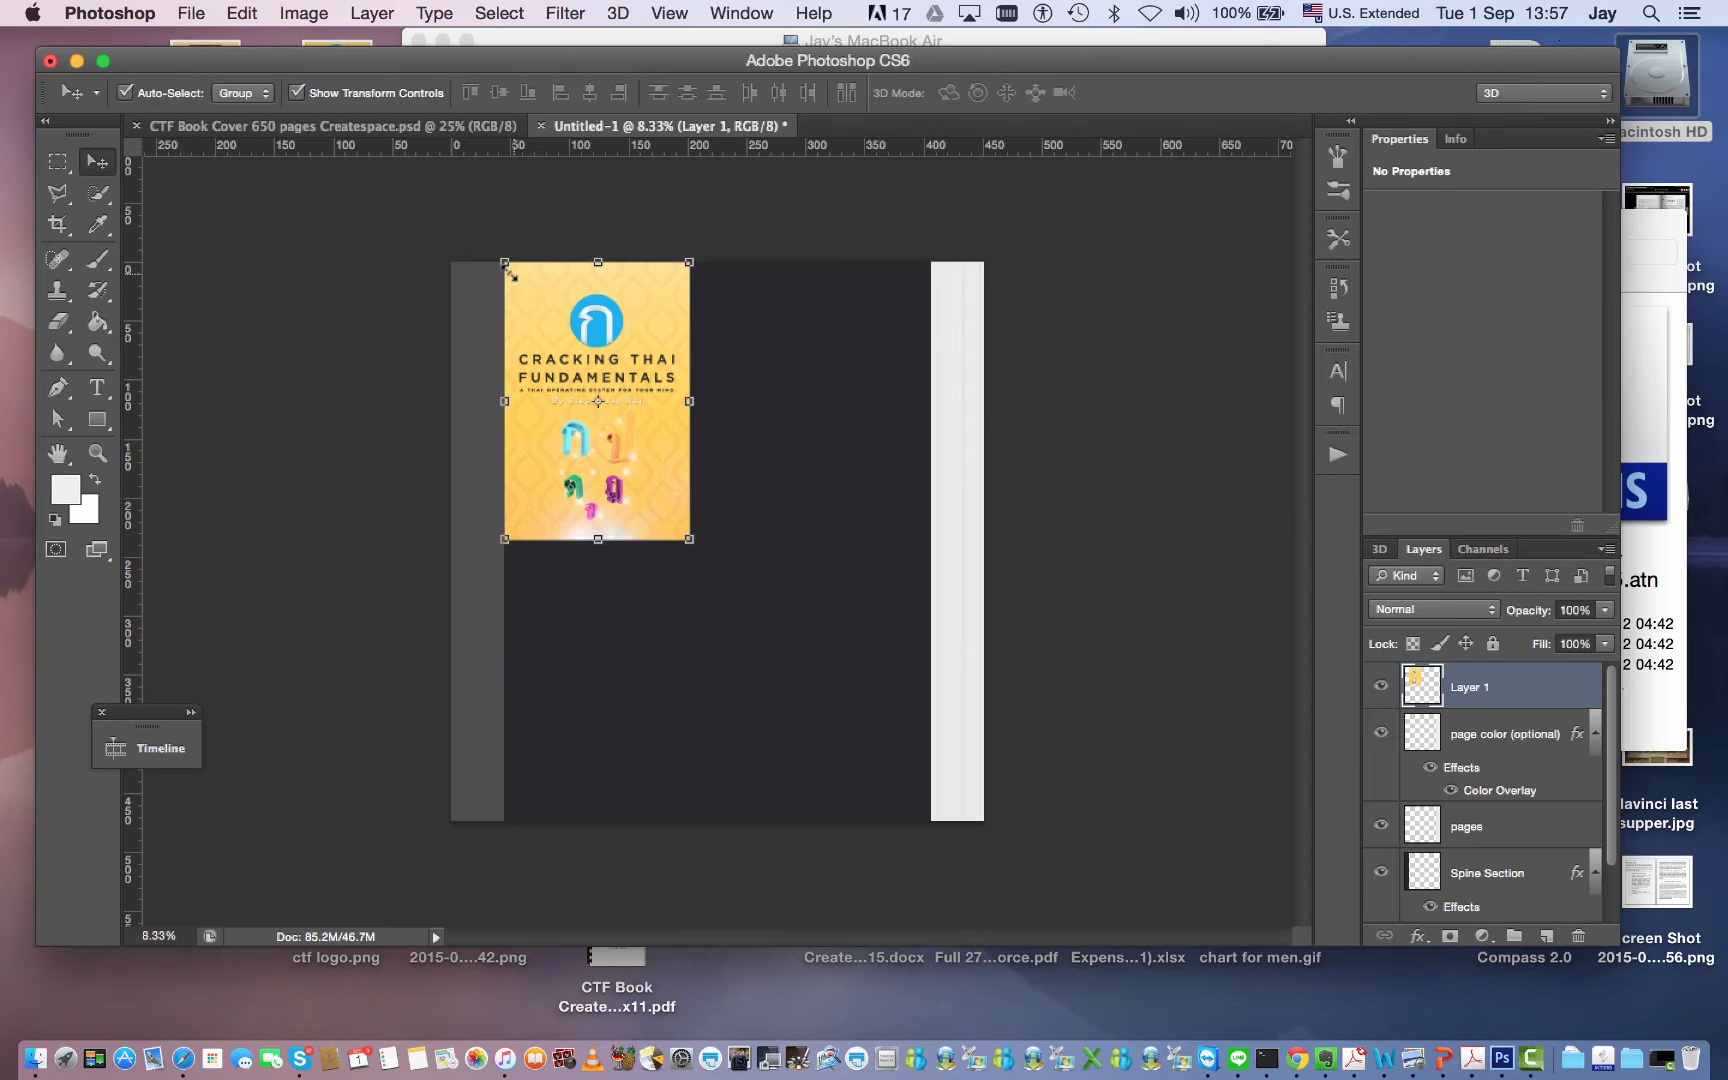 Photoshop File Edit Image Layer Type Select Filter 3D View Window Help 17 100% U.S. Extended Tue 1 Sep 13:57 Jay
Jay's MacBook Air
Adobe Photoshop CS6
Auto-Select: Group Show Transform Controls 3D Mode: 3D
CTF Book Cover 650 pages Createspace.psd @ 25% (RGB/8) Untitled-1 @ 8.33% (Layer 1, RGB/8) *
250 200 150 100 50 0 50 100 150 200 250 300 350 400 450 500 550 600 650 70
Properties Info
No Properties
acintosh HD
ก
CRACKING THAI
FUNDAMENTALS
A THAI OPERATING SYSTEM FOR YOUR MIND
ก
S
ot
png
ot
png
.atn
2 04:42
2 04:42
2 04:42
Timeline
3D Layers Channels
Kind
Normal Opacity: 100%
Lock: Fill: 100%
Layer 1
page color (optional) fx
Effects
Color Overlay
pages
Spine Section fx
Effects
fx
8.33% Doc: 85.2M/46.7M
avinci last
supper.jpg
creen Shot
2015-0....56.png
ctf logo.png 2015-0....42.png Create...15.docx Full 27...orce.pdf Expens...1).xlsx chart for men.gif Compass 2.0
CTF Book
Create...x11.pdf